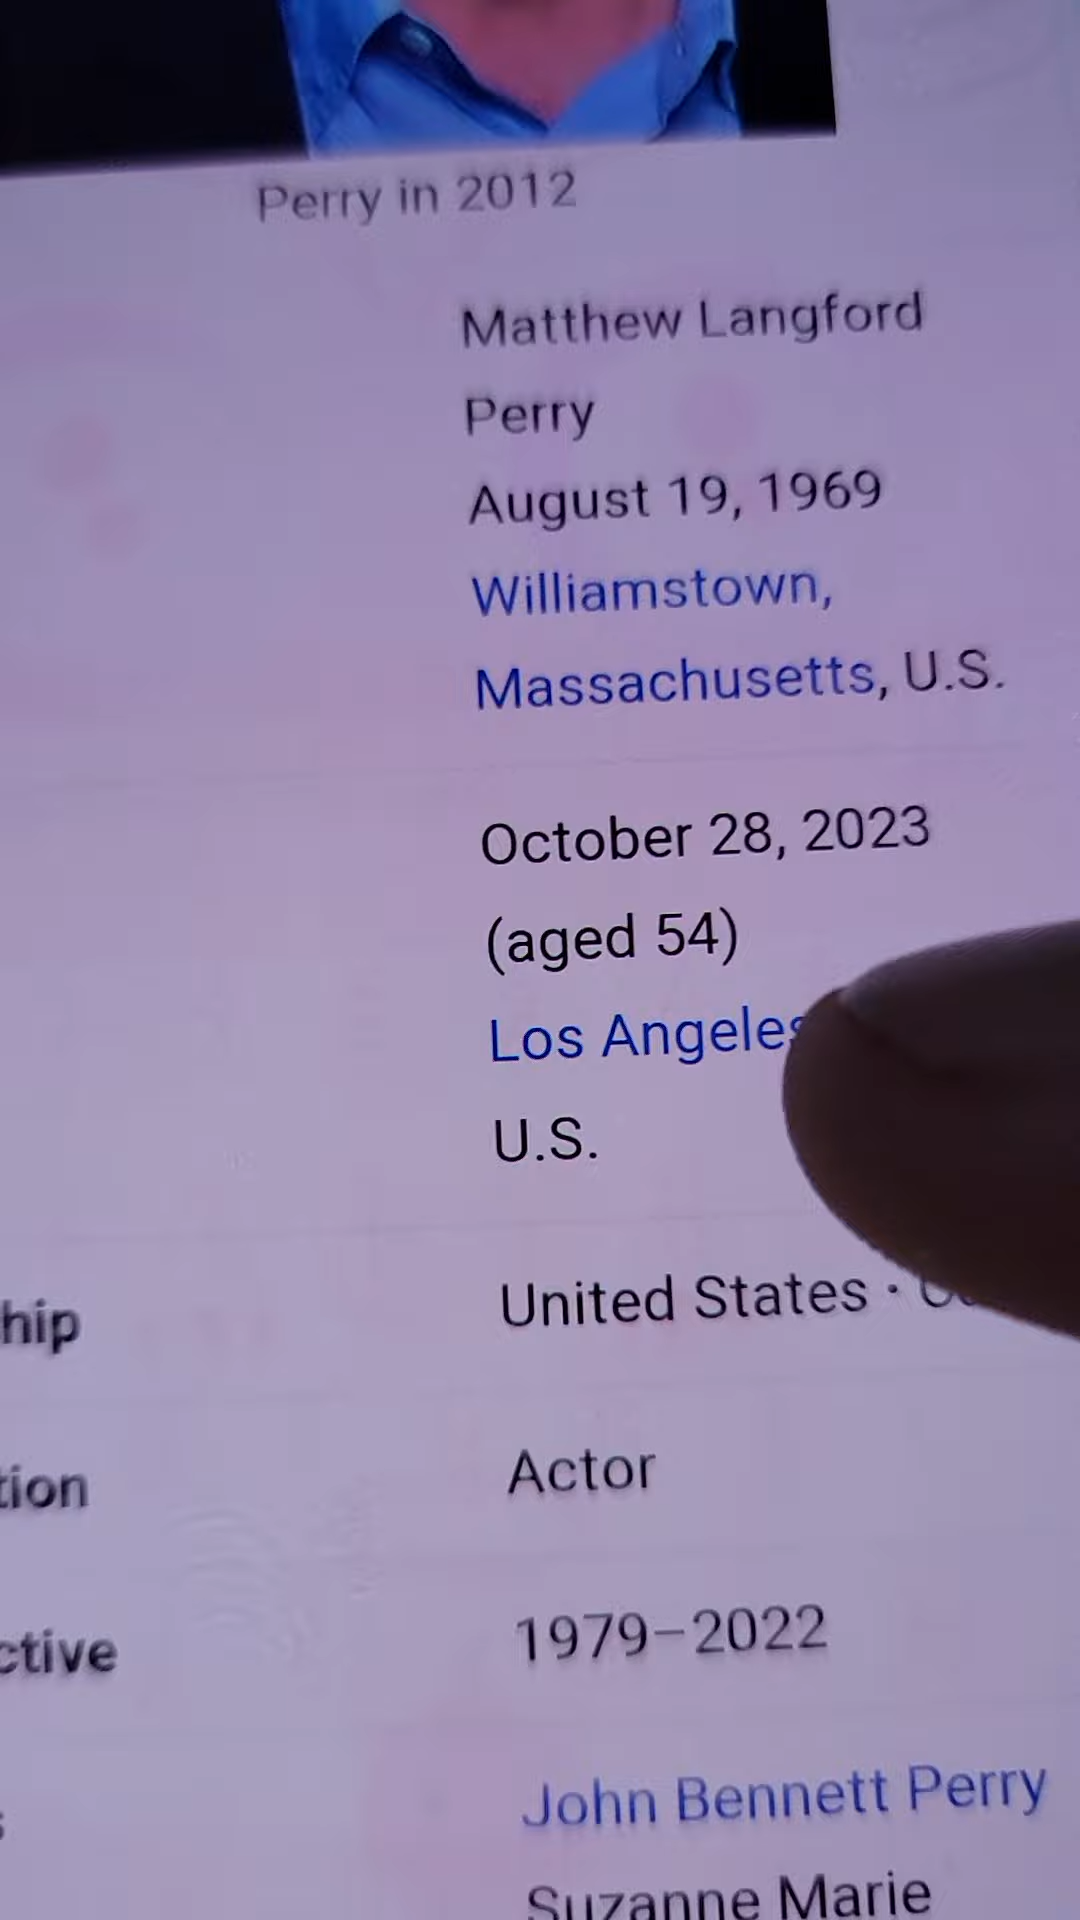 Perry in 2012
Matthew Langford
Perry
August 19, 1969
Williamstown,
Massachusetts, U.S.
October 28, 2023
(aged 54)
Los Angeles
U.S.
hip
United States ·
tion
Actor
ctive
1979–2022
John Bennett Perry
s
Suzanne Marie